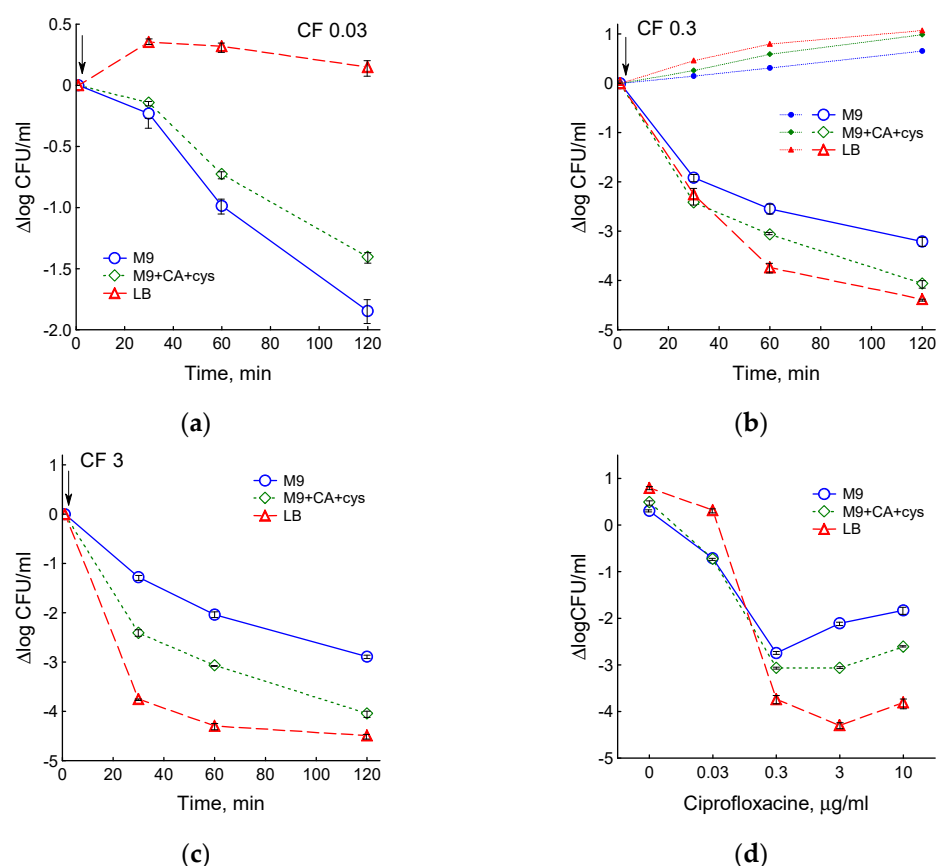 CF 0.03
0.5
0
-0.5
-1.0
-1.5
-2.0
Δlog CFU/ml
M9
M9+CA+cys
LB
0 20 40 60 80 100 120
Time, min
(a)
CF 0.3
1
0
-1
-2
-3
-4
-5
Δlog CFU/ml
M9
M9+CA+cys
LB
0 20 40 60 80 100 120
Time, min
(b)
CF 3
1
0
-1
-2
-3
-4
-5
Δlog CFU/ml
M9
M9+CA+cys
LB
0 20 40 60 80 100 120
Time, min
(c)
1
0
-1
-2
-3
-4
-5
ΔlogCFU/ml
M9
M9+CA+cys
LB
0 0.03 0.3 3 10
Ciprofloxacine, μg/ml
(d)